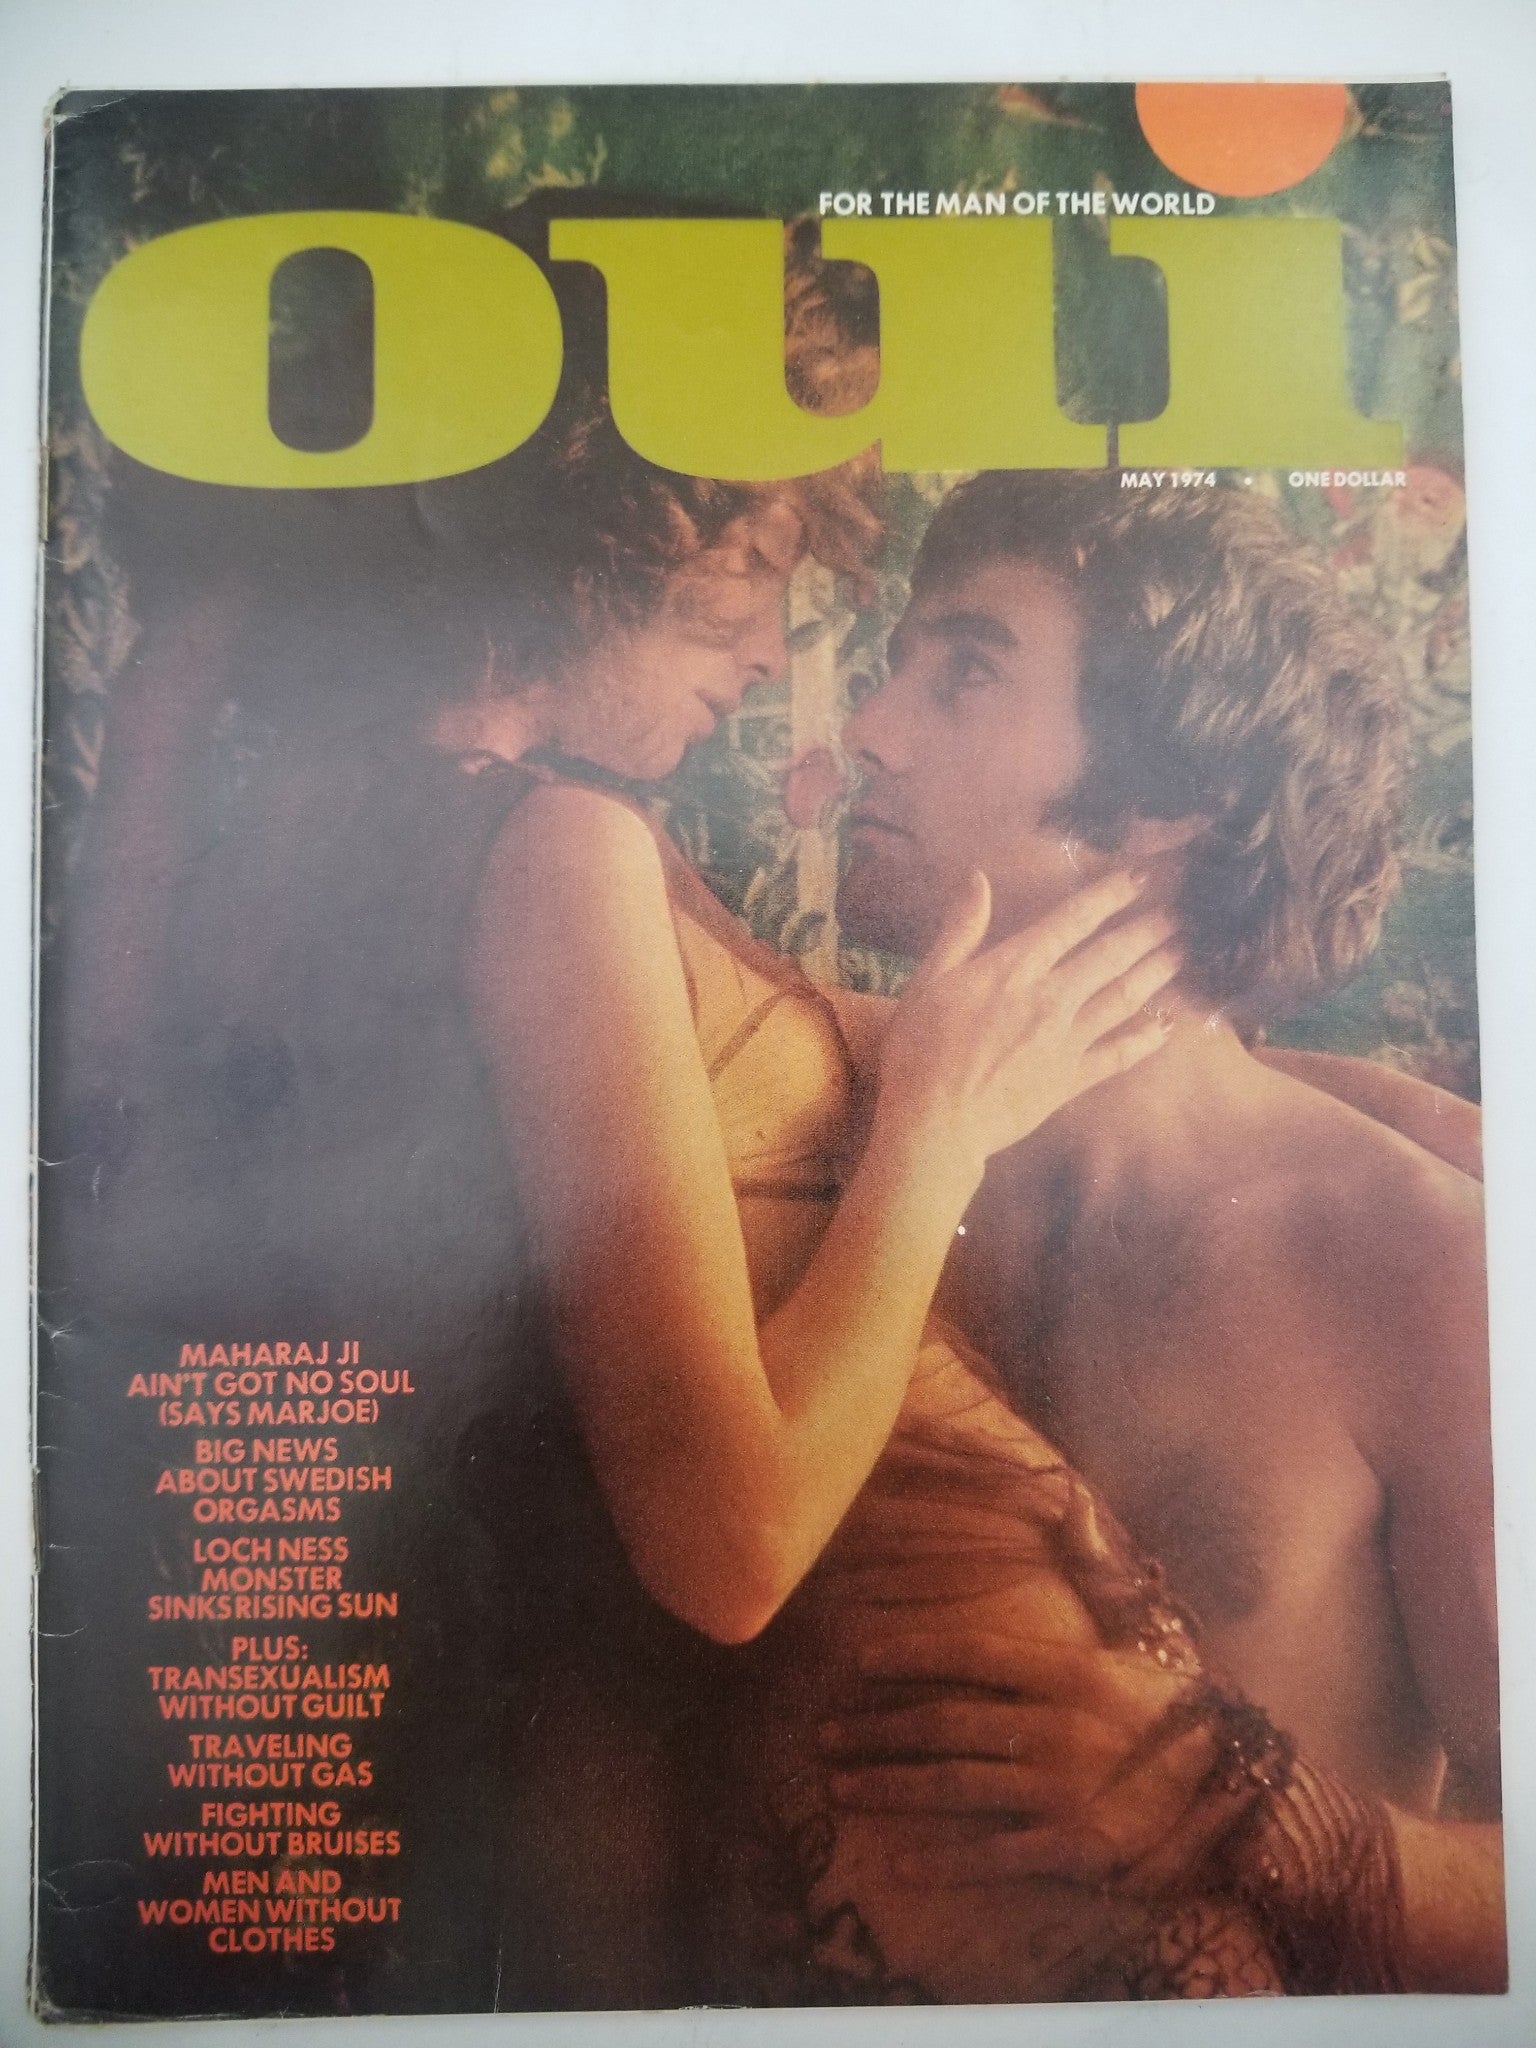 FOR THE MAN OF THE WORLD
oui
MAY 1974 • ONE DOLLAR
MAHARAJ JI
AIN'T GOT NO SOUL
(SAYS MARJOE)
BIG NEWS
ABOUT SWEDISH
ORGASMS
LOCH NESS
MONSTER
SINKS RISING SUN
PLUS:
TRANSEXUALISM
WITHOUT GUILT
TRAVELING
WITHOUT GAS
FIGHTING
WITHOUT BRUISES
MEN AND
WOMEN WITHOUT
CLOTHES